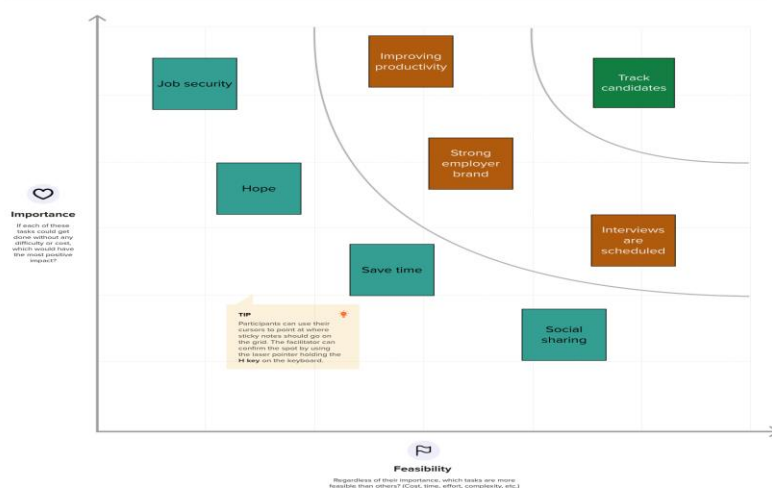 Improving
productivity
Job security
Track
candidates
Strong
employer
brand
Hope
Importance
If each of these
tasks could get
done without any
difficulty or cost,
which would have
the most positive
impact?
Interviews
are
scheduled
Save time
TIP
Participants can use their
cursors to point at where
sticky notes should go on
the grid. The facilitator can
confirm the spot by using
the laser pointer holding the
H key on the keyboard.
Social
sharing
Feasibility
Regardless of their importance, which tasks are more
feasible than others? (Cost, time, effort, complexity, etc.)